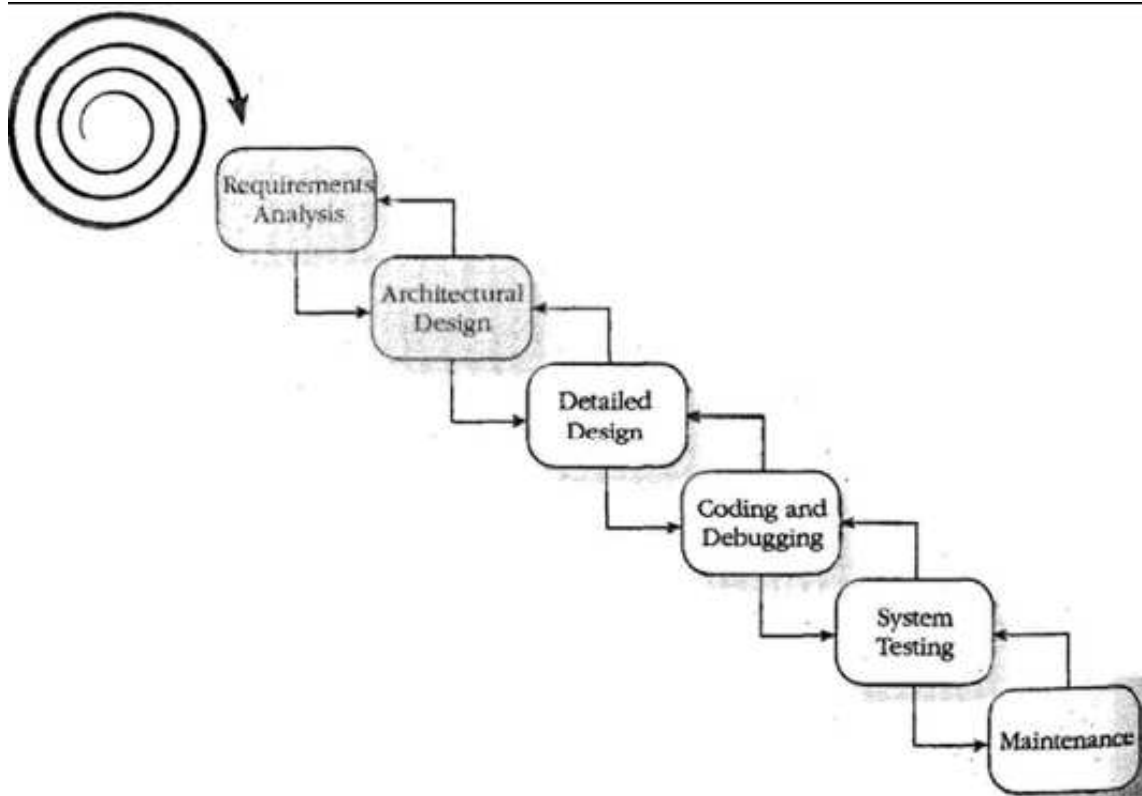 Requirements
Analysis
Architectural
Design
Detailed
Design
Coding and
Debugging
System
Testing
Maintenance